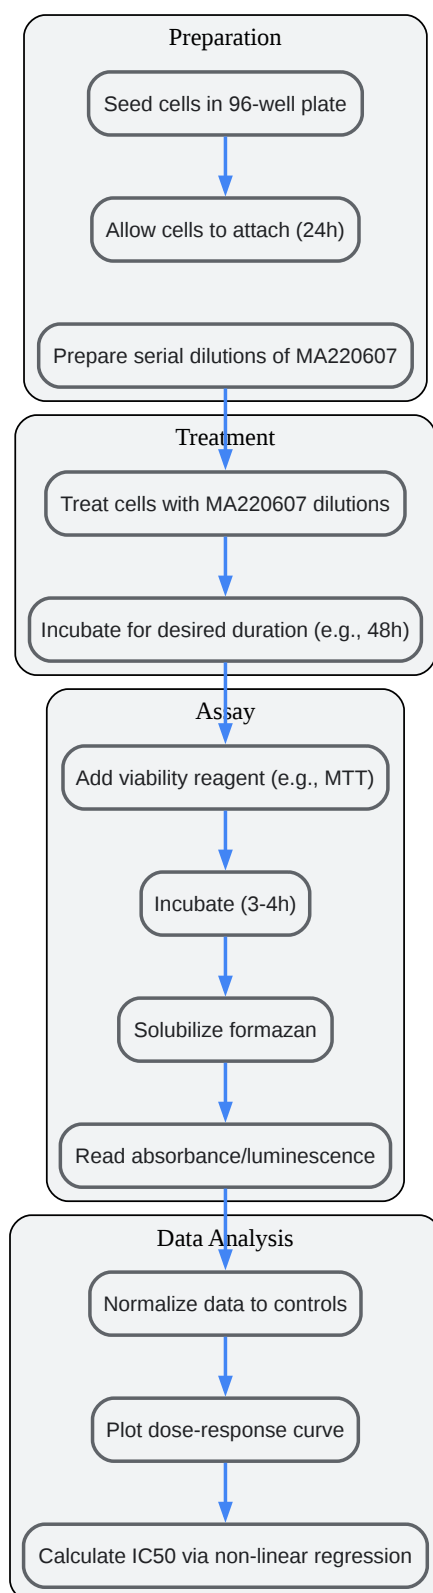 Preparation
Seed cells in 96-well plate
Allow cells to attach (24h)
Prepare serial dilutions of MA220607
Treatment
Treat cells with MA220607 dilutions
Incubate for desired duration (e.g., 48h)
Assay
Add viability reagent (e.g., MTT)
Incubate (3-4h)
Solubilize formazan
Read absorbance/luminescence
Data Analysis
Normalize data to controls
Plot dose-response curve
Calculate IC50 via non-linear regression